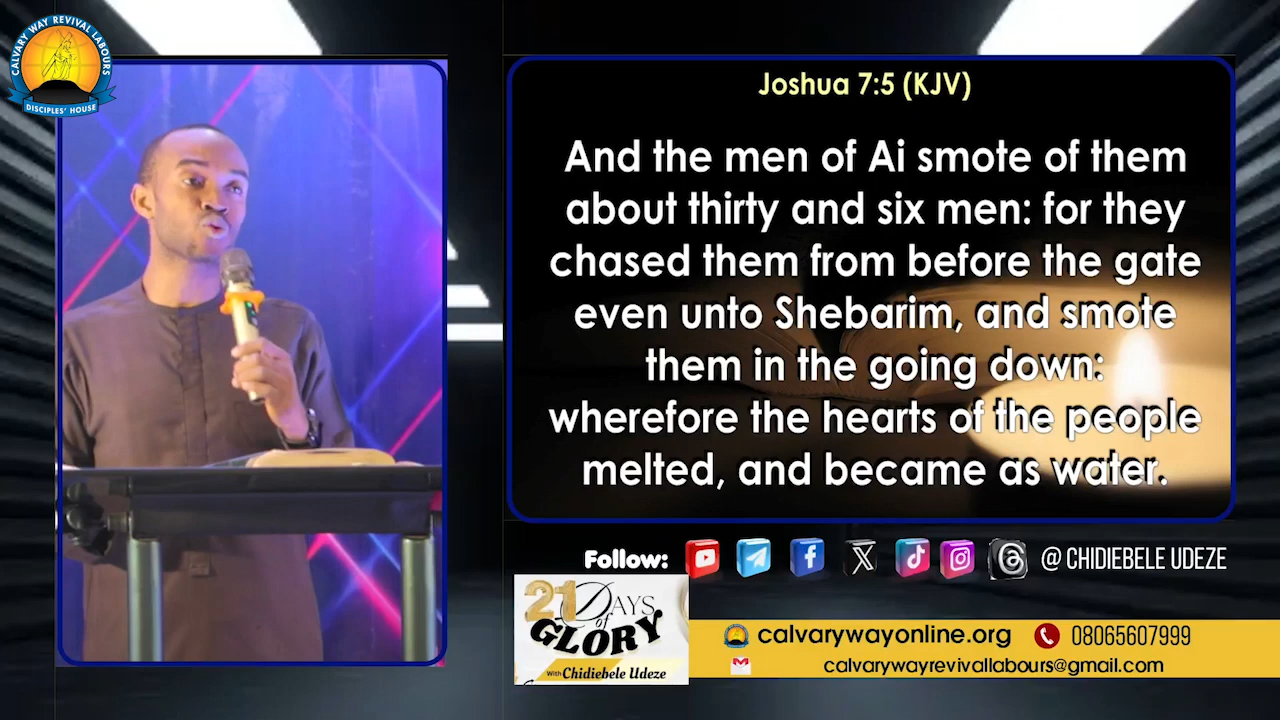 CALVARY WAY REVIVAL LABOURS
DISCIPLES' HOUSE
Joshua 7:5 (KJV)
And the men of Ai smote of them
about thirty and six men: for they
chased them from before the gate
even unto Shebarim, and smote
them in the going down:
wherefore the hearts of the people
melted, and became as water.
Follow:
@ CHIDIEBELE UDEZE
21 DAYS
of
GLORY
With Chidiebele Udeze
calvarywayonline.org
08065607999
calvarywayrevivallabours@gmail.com